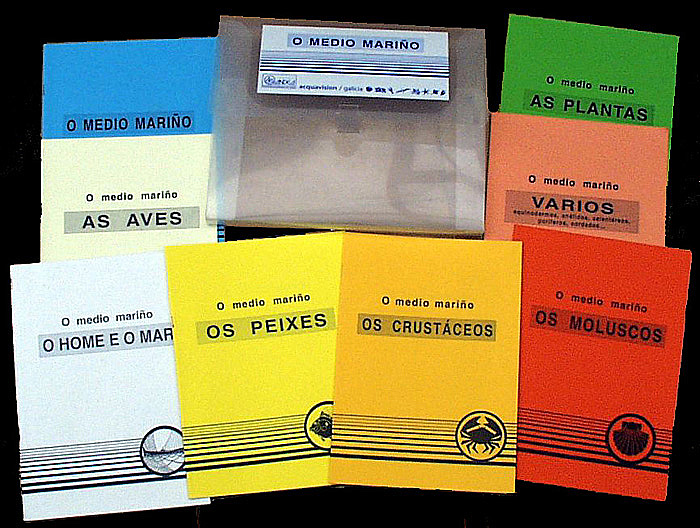 O MEDIO MARIÑO
acquavision / galicia
O MEDIO MARIÑO
O medio mariño
AS PLANTAS
O medio mariño
AS AVES
O medio mariño
VARIOS
equinodermos, anélidos, celentéreos,
poríferos, cordados...
O medio mariño
O HOME E O MAR
O medio mariño
OS PEIXES
O medio mariño
OS CRUSTÁCEOS
O medio mariño
OS MOLUSCOS